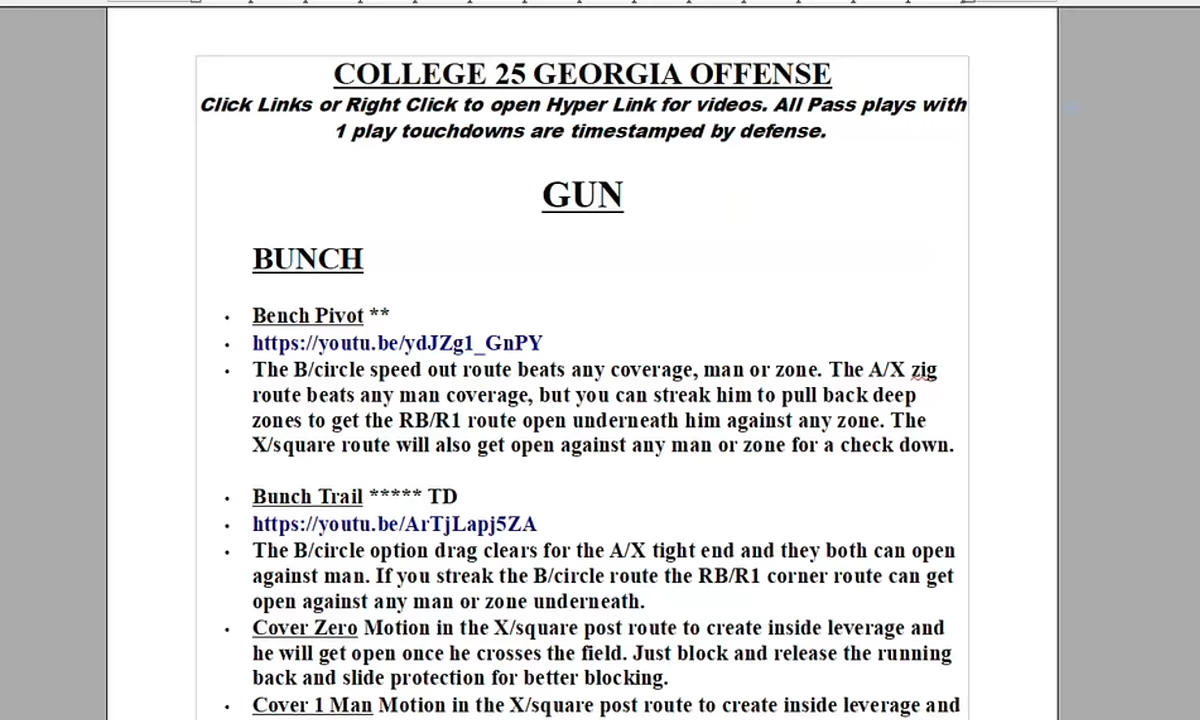 COLLEGE 25 GEORGIA OFFENSE
Click Links or Right Click to open Hyper Link for videos. All Pass plays with
1 play touchdowns are timestamped by defense.
GUN
BUNCH
• Bench Pivot **
• https://youtu.be/ydJZg1_GnPY
• The B/circle speed out route beats any coverage, man or zone. The A/X zig
route beats any man coverage, but you can streak him to pull back deep
zones to get the RB/R1 route open underneath him against any zone. The
X/square route will also get open against any man or zone for a check down.
• Bunch Trail ***** TD
• https://youtu.be/ArTjLapj5ZA
• The B/circle option drag clears for the A/X tight end and they both can open
against man. If you streak the B/circle route the RB/R1 corner route can get
open against any man or zone underneath.
• Cover Zero Motion in the X/square post route to create inside leverage and
he will get open once he crosses the field. Just block and release the running
back and slide protection for better blocking.
• Cover 1 Man Motion in the X/square post route to create inside leverage and